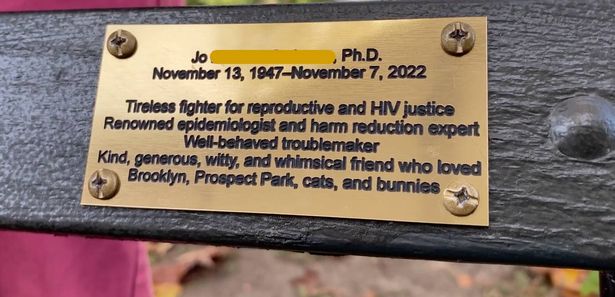 Jo , Ph.D.
November 13, 1947–November 7, 2022
Tireless fighter for reproductive and HIV justice
Renowned epidemiologist and harm reduction expert
Well-behaved troublemaker
Kind, generous, witty, and whimsical friend who loved
Brooklyn, Prospect Park, cats, and bunnies